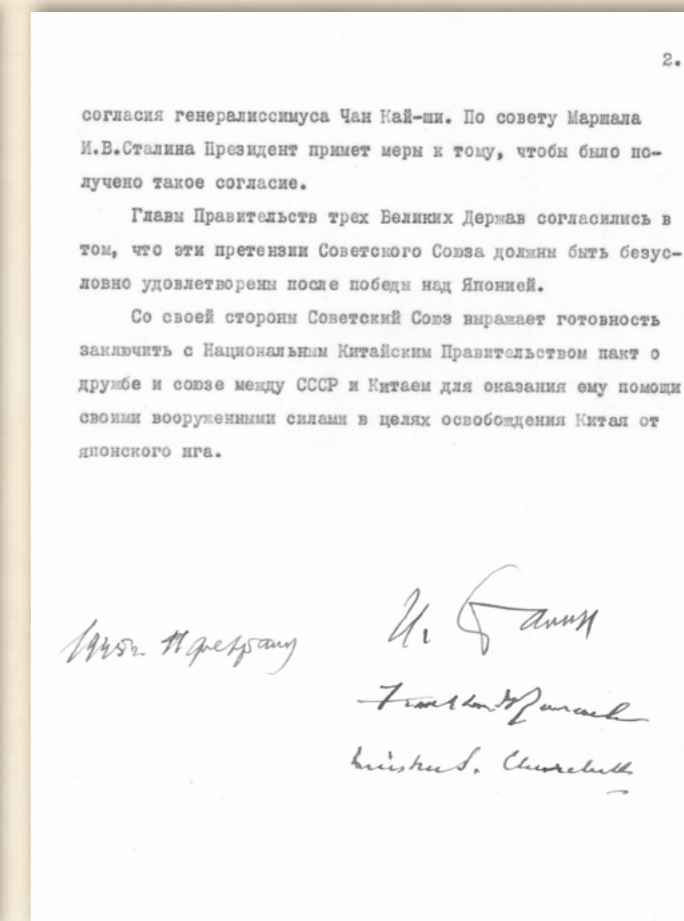 2.
согласия генералиссимуса Чан Кай-ши. По совету Маршала
И.В.Сталина Президент примет меры к тому, чтобы было по-
лучено такое согласие.
Главы Правительств трех Великих Держав согласились в
том, что эти претензии Советского Союза должны быть безус-
ловно удовлетворены после победы над Японией.
Со своей стороны Советский Союз выражает готовность
заключить с Национальным Китайским Правительством пакт о
дружбе и союзе между СССР и Китаем для оказания ему помощи
своими вооруженными силами в целях освобождения Китая от
японского ига.
И. Сталин
1945г. 11 февраля
Franklin D Roosevelt
Winston S. Churchill